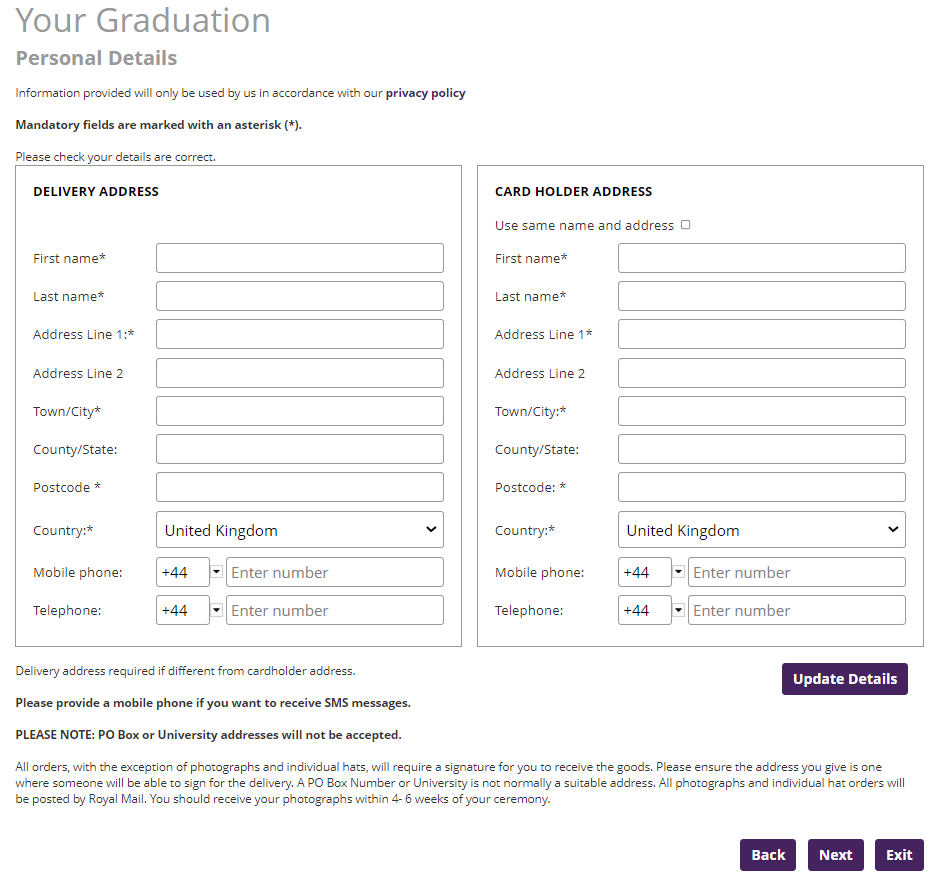 Your Graduation
Personal Details
Information provided will only be used by us in accordance with our privacy policy
Mandatory fields are marked with an asterisk (*).
Please check your details are correct.
DELIVERY ADDRESS
First name*
Last name*
Address Line 1:*
Address Line 2
Town/City*
County/State:
Postcode *
Country:* United Kingdom
Mobile phone: +44 Enter number
Telephone: +44 Enter number
CARD HOLDER ADDRESS
Use same name and address
First name*
Last name*
Address Line 1*
Address Line 2
Town/City:*
County/State:
Postcode: *
Country:* United Kingdom
Mobile phone: +44 Enter number
Telephone: +44 Enter number
Delivery address required if different from cardholder address.
Update Details
Please provide a mobile phone if you want to receive SMS messages.
PLEASE NOTE: PO Box or University addresses will not be accepted.
All orders, with the exception of photographs and individual hats, will require a signature for you to receive the goods. Please ensure the address you give is one
where someone will be able to sign for the delivery. A PO Box Number or University is not normally a suitable address. All photographs and individual hat orders will
be posted by Royal Mail. You should receive your photographs within 4- 6 weeks of your ceremony.
Back Next Exit